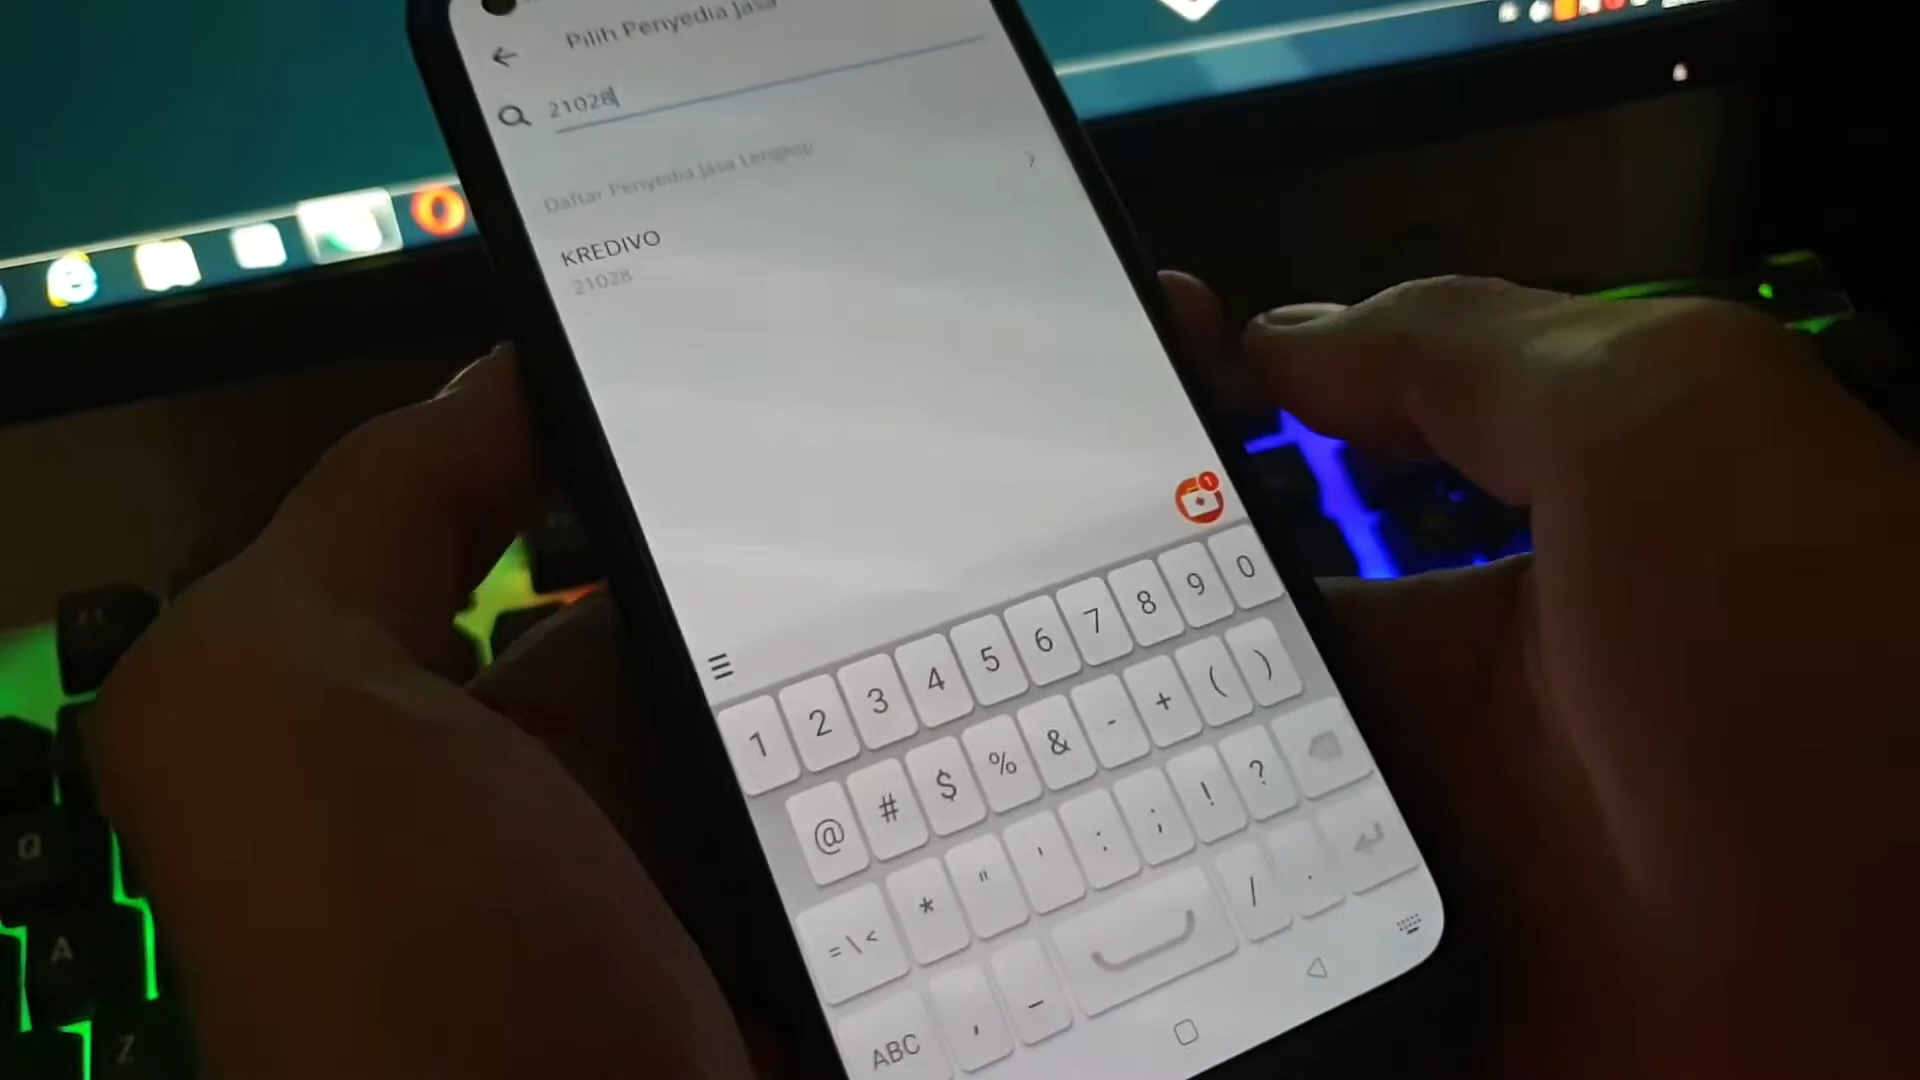 Pilih Penyedia Jasa
21028
Daftar Penyedia Jasa Lengkap
KREDIVO
21028
1
1 2 3 4 5 6 7 8 9 0
@ # $ % & - + ( )
= \ < * " ' : ; ! ?
ABC , _ / .
Q
A
Z